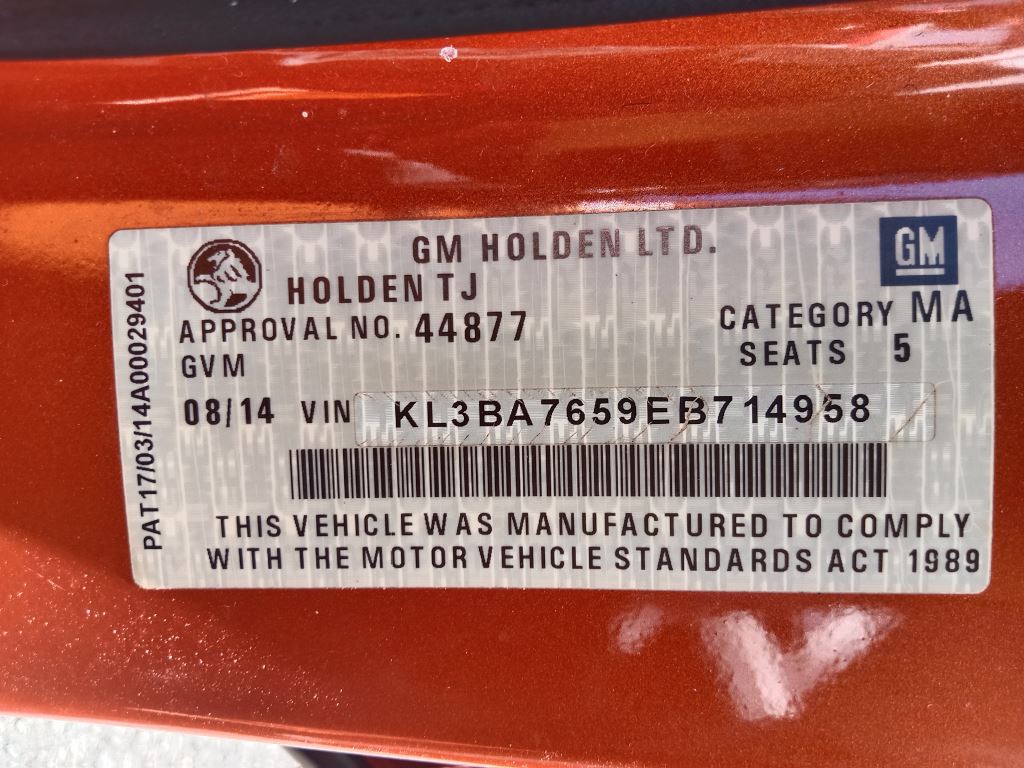 GM HOLDEN LTD.
GM
HOLDEN TJ
APPROVAL NO. 44877
CATEGORY MA
GVM
SEATS 5
08/14 VIN KL3BA7659EB714958
THIS VEHICLE WAS MANUFACTURED TO COMPLY
WITH THE MOTOR VEHICLE STANDARDS ACT 1989
PAT17/03/14A00029401